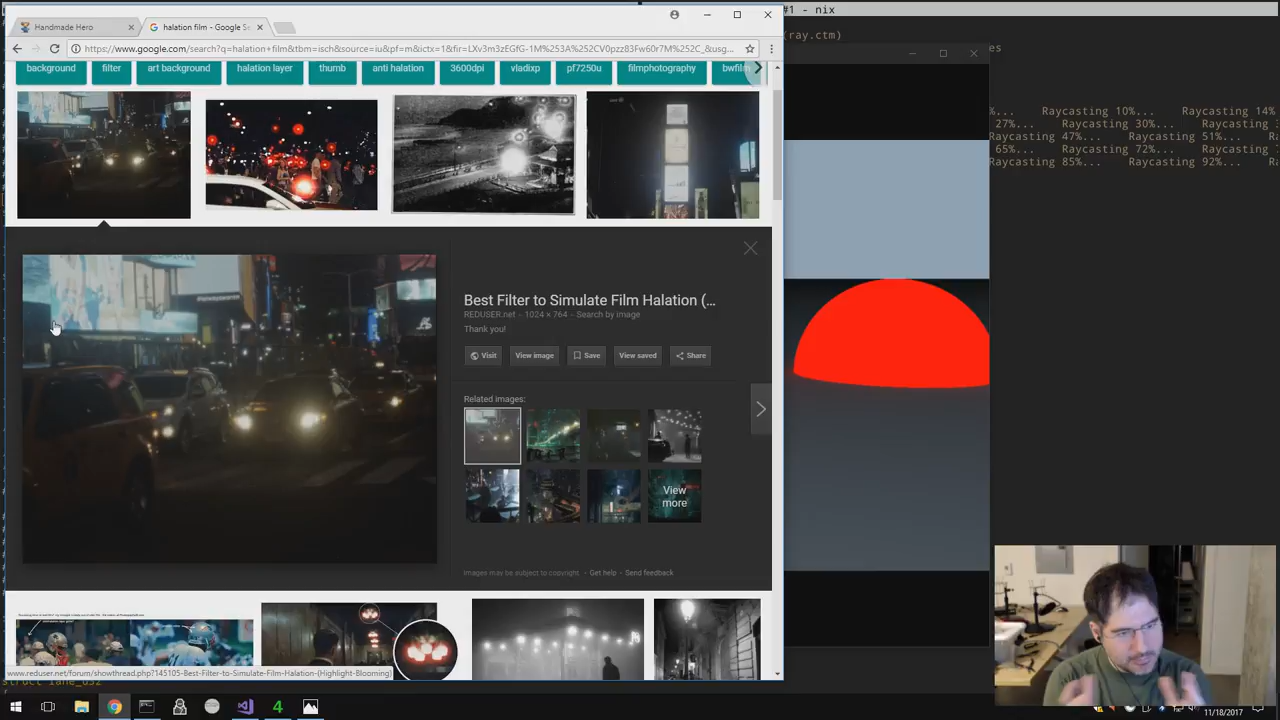 Handmade Hero
halation film - Google Se
#1 - nix
https://www.google.com/search?q=halation+film&tbm=isch&source=iu&pf=m&ictx=1&fir=LXv3m3zEGfG-1M%253A%252CV0pzz83Fw60r7M%252C_&usg...
(ray.ctm)
es
background
filter
art background
halation layer
thumb
anti halation
3600dpi
vladixp
pf7250u
filmphotography
bwfilm
%... Raycasting 10%... Raycasting 14%
27%... Raycasting 30%... Raycasting
Raycasting 47%... Raycasting 51%...
65%... Raycasting 72%... Raycasting 7
Raycasting 85%... Raycasting 92%... Ra
Best Filter to Simulate Film Halation (...
REDUSER.net - 1024 × 764 - Search by image
Thank you!
Visit
View image
Save
View saved
Share
Related images:
View more
Images may be subject to copyright.
Get help - Send feedback
www.reduser.net/forum/showthread.php?145105-Best-Filter-to-Simulate-Film-Halation-(Highlight-Blooming)
struct lane_u32
4
11/18/2017